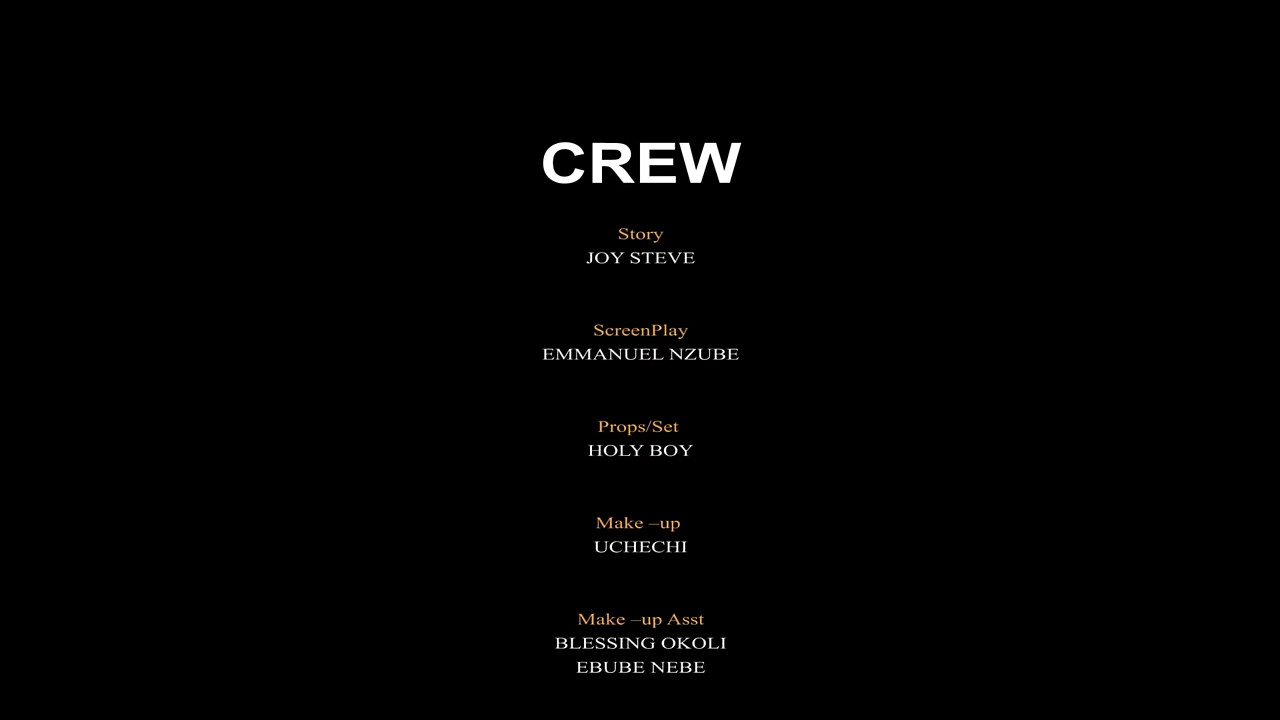 CREW
Story
JOY STEVE
ScreenPlay
EMMANUEL NZUBE
Props/Set
HOLY BOY
Make –up
UCHECHI
Make –up Asst
BLESSING OKOLI
EBUBE NEBE